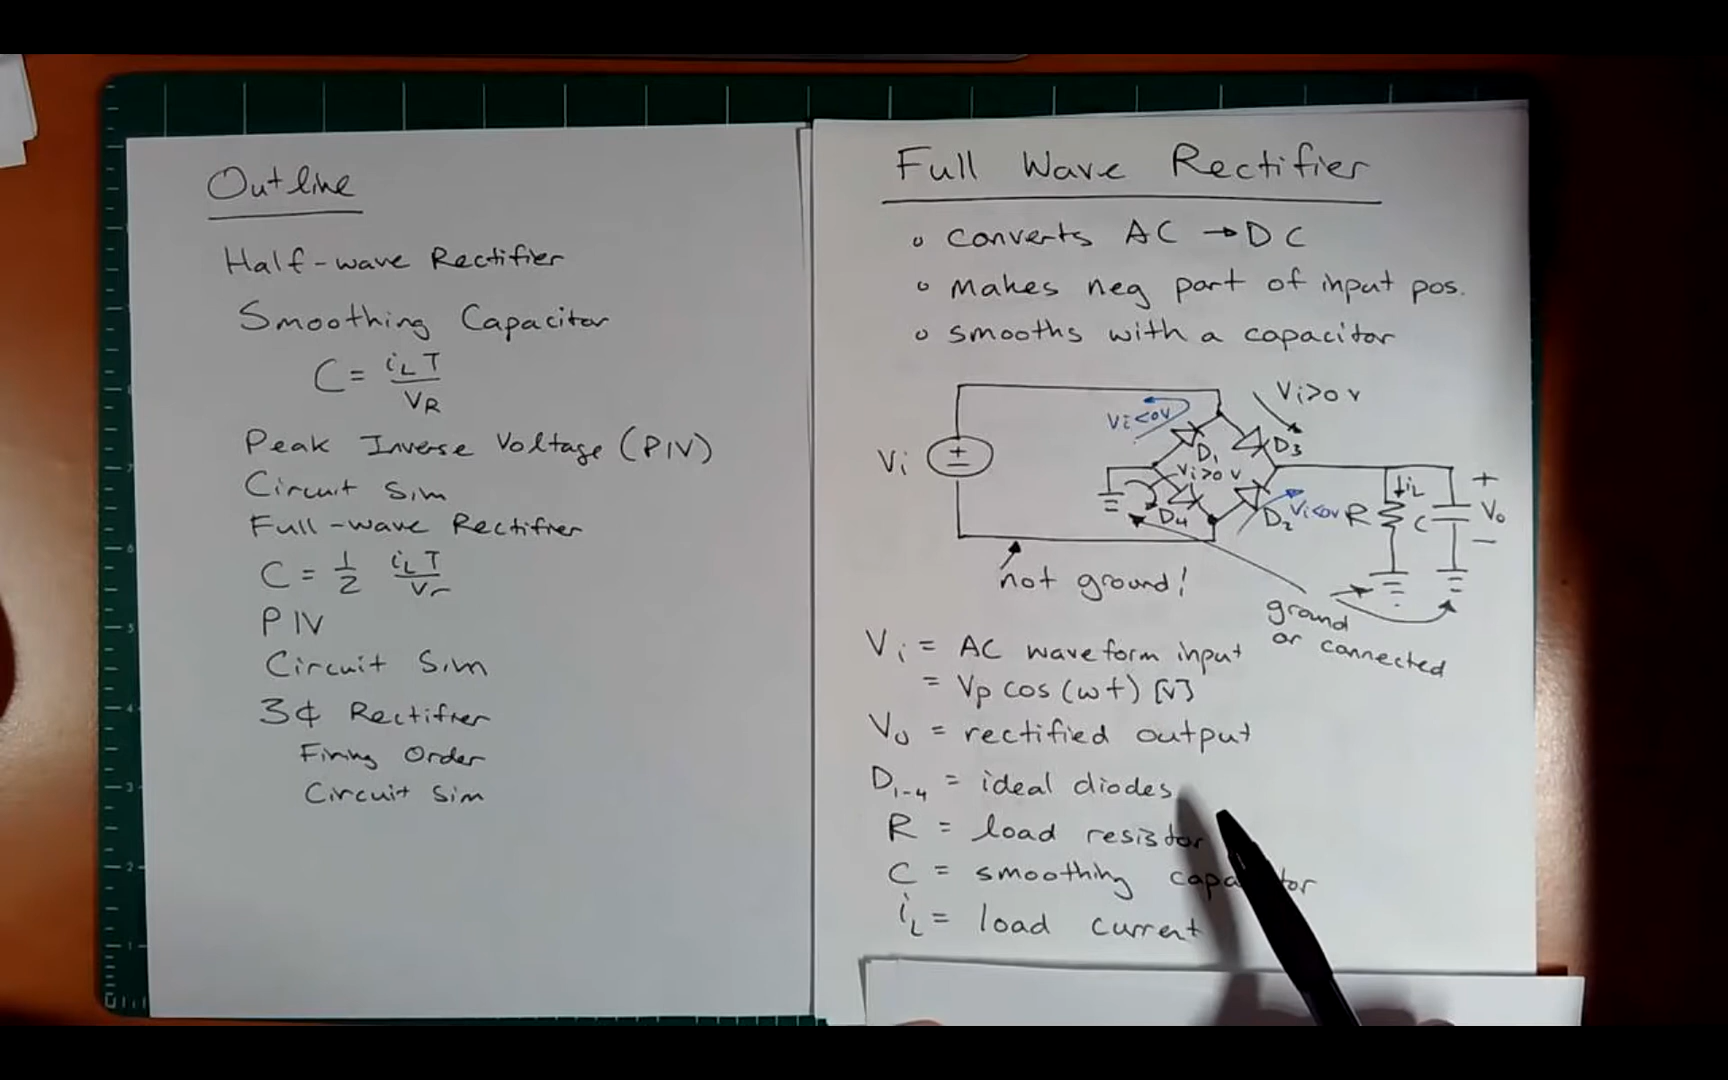 Outline
Half-wave Rectifier
Smoothing Capacitor
C = iL T / VR
Peak Inverse Voltage (PIV)
Circuit Sim
Full-wave Rectifier
C = 1/2 iL T / Vr
PIV
Circuit Sim
3¢ Rectifier
Firing Order
Circuit Sim
Full Wave Rectifier
converts AC → DC
makes neg part of input pos.
smooths with a capacitor
Vi>0v
Vi<0v
D1
D3
Vi
+
−
Vi>0v
D4
D2
Vi<0v
R
iL
C
+
Vo
−
not ground!
ground
or connected
Vi = AC waveform input
= Vp cos(wt) [V]
Vo = rectified output
D1-4 = ideal diodes
R = load resistor
C = smoothing capacitor
iL = load current